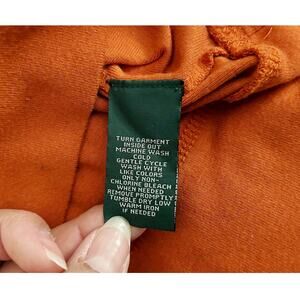 TURN GARMENT
INSIDE OUT
MACHINE WASH
COLD
GENTLE CYCLE
WASH WITH
LIKE COLORS
ONLY NON-
CHLORINE BLEACH
WHEN NEEDED
REMOVE PROMPTLY
TUMBLE DRY LOW
WARM IRON
IF NEEDED